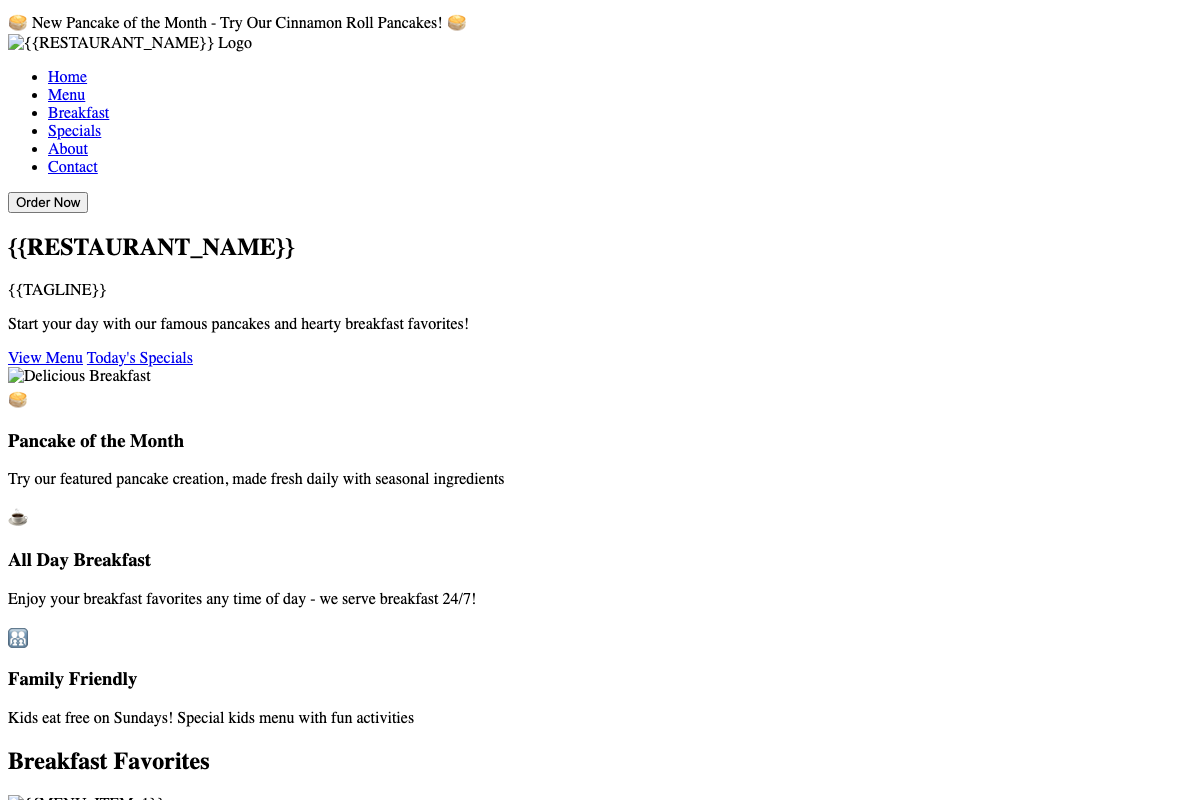 🥞 New Pancake of the Month - Try Our Cinnamon Roll Pancakes! 🥞
{{RESTAURANT_NAME}} Logo
Home
Menu
Breakfast
Specials
About
Contact
Order Now
{{RESTAURANT_NAME}}
{{TAGLINE}}
Start your day with our famous pancakes and hearty breakfast favorites!
View Menu Today's Specials
Delicious Breakfast
🥞
Pancake of the Month
Try our featured pancake creation, made fresh daily with seasonal ingredients
☕
All Day Breakfast
Enjoy your breakfast favorites any time of day - we serve breakfast 24/7!
Family Friendly
Kids eat free on Sundays! Special kids menu with fun activities
Breakfast Favorites
{{MENU_ITEM_1}}